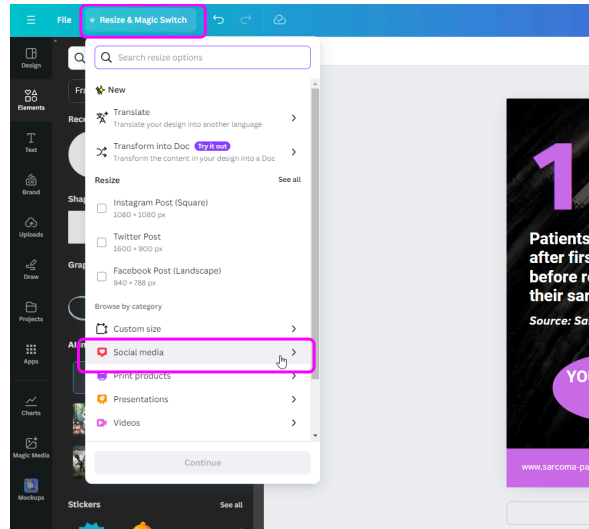 File
Resize & Magic Switch
Design
Elements
Text
Brand
Uploads
Draw
Projects
Apps
Charts
Magic Media
Mockups
Search resize options
New
Translate
Translate your design into another language
Transform into Doc Try it out
Transform the content in your design into a Doc
Resize See all
Instagram Post (Square)
1080 × 1080 px
Twitter Post
1600 × 900 px
Facebook Post (Landscape)
940 × 788 px
Browse by category
Custom size
Social media
Print products
Presentations
Videos
Continue
Stickers See all
1
Patients
after firs
before r
their sar
Source: Sa
YOU
www.sarcoma-pa